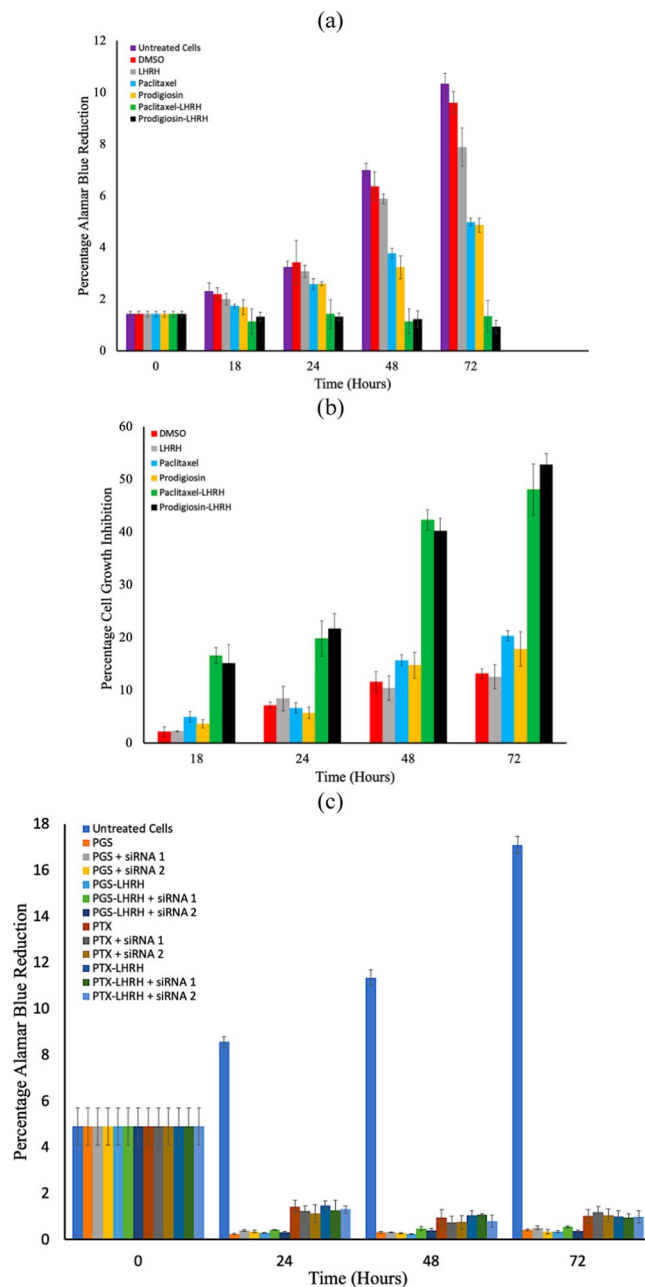 (a)
Percentage Alamar Blue Reduction
12
10
8
6
4
2
0
Untreated Cells
DMSO
LHRH
Paclitaxel
Prodigiosin
Paclitaxel-LHRH
Prodigiosin-LHRH
0 18 24 48 72
Time (Hours)
(b)
Percentage Cell Growth Inhibition
60
50
40
30
20
10
0
DMSO
LHRH
Paclitaxel
Prodigiosin
Paclitaxel-LHRH
Prodigiosin-LHRH
18 24 48 72
Time (Hours)
(c)
Percentage Alamar Blue Reduction
18
16
14
12
10
8
6
4
2
0
Untreated Cells
PGS
PGS + siRNA 1
PGS + siRNA 2
PGS-LHRH
PGS-LHRH + siRNA 1
PGS-LHRH + siRNA 2
PTX
PTX + siRNA 1
PTX + siRNA 2
PTX-LHRH
PTX-LHRH + siRNA 1
PTX-LHRH + siRNA 2
0 24 48 72
Time (Hours)